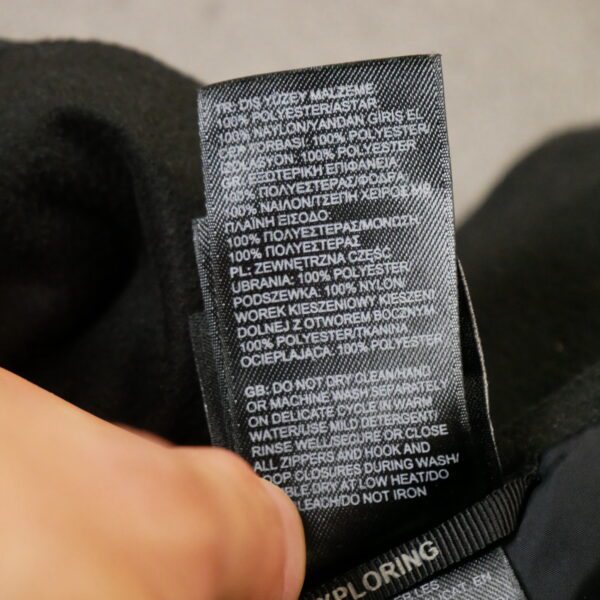 TR: DIŞ YÜZEY MALZEME
100% POLYESTER/ASTAR
100% NAYLON/YANDAN GİRİŞ EL
CEP TORBASI: 100% POLYESTER/
100% POLYESTER
GR: ΕΞΩΤΕΡΙΚΗ ΕΠΙΦΑΝΕΙΑ
100% ΠΟΛΥΕΣΤΕΡΑΣ/ΦΟΔΡΑ
100% ΝΑΙΛΟΝ/ΤΣΕΠΗ ΧΕΙΡΟΣ ΜΕ
ΠΛΑΪΝΗ ΕΙΣΟΔΟ
100% ΠΟΛΥΕΣΤΕΡΑΣ/ΜΟΝΩΣΗ
100% ΠΟΛΥΕΣΤΕΡΑΣ
PL: ZEWNĘTRZNA CZĘŚĆ
UBRANIA: 100% POLYESTER/
PODSZEWKA: 100% NYLON/
WOREK KIESZENIOWY KIESZENI
DOLNEJ Z OTWOREM BOCZNYM
100% POLYESTER/TKANINA
OCIEPLAJĄCA: 100% POLYESTER
GB: DO NOT DRY CLEAN/HAND
OR MACHINE WASH SEPARATELY
ON DELICATE CYCLE IN WARM
WATER/USE MILD DETERGENT/
RINSE WELL/SECURE OR CLOSE
ALL ZIPPERS AND HOOK AND
LOOP CLOSURES DURING WASH/
DRY AT LOW HEAT/DO
BLEACH/DO NOT IRON
EXPLORING